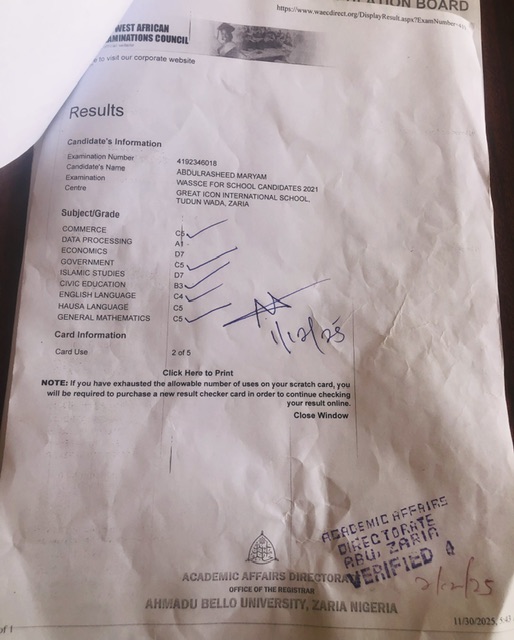 ON BOARD
https://www.waecdirect.org/DisplayResult.aspx?ExamNumber=
WEST AFRICAN
EXAMINATIONS COUNCIL
to visit our corporate website
Results
Candidate's Information
Examination Number 4192346018
Candidate's Name ABDULRASHEED MARYAM
Examination WASSCE FOR SCHOOL CANDIDATES 2021
Centre GREAT ICON INTERNATIONAL SCHOOL,
TUDUN WADA, ZARIA
Subject/Grade
COMMERCE C5
DATA PROCESSING A1
ECONOMICS D7
GOVERNMENT C5
ISLAMIC STUDIES D7
CIVIC EDUCATION B3
ENGLISH LANGUAGE C4
HAUSA LANGUAGE C5
GENERAL MATHEMATICS C5
1/12/25
Card Information
Card Use 2 of 5
Click Here to Print
NOTE: If you have exhausted the allowable number of uses on your scratch card, you
will be required to purchase a new result checker card in order to continue checking
your result online.
Close Window
ACADEMIC AFFAIRS
DIRECTORATE
ABU, ZARIA
VERIFIED 4
2/12/25
ACADEMIC AFFAIRS DIRECTORA
OFFICE OF THE REGISTRAR
AHMADU BELLO UNIVERSITY, ZARIA NIGERIA
of 1
11/30/2025, 5:43